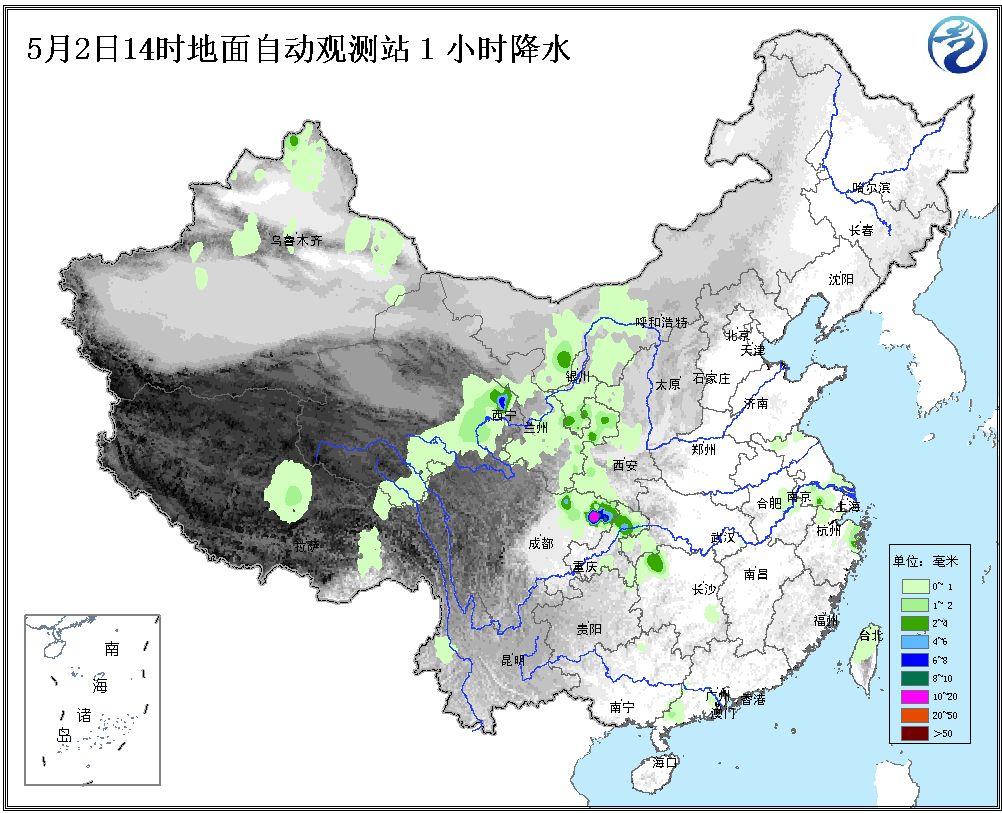 5月2日14时地面自动观测站1小时降水
哈尔滨
长春
沈阳
乌鲁木齐
呼和浩特
北京
天津
银川
太原
石家庄
西宁
兰州
济南
西安
郑州
合肥
南京
上海
杭州
成都
拉萨
重庆
武汉
南昌
长沙
贵阳
福州
台北
昆明
南宁
广州
香港
澳门
海口
南
海
诸
岛
单位：毫米
0~1
1~2
2~4
4~6
6~8
8~10
10~20
20~50
>50